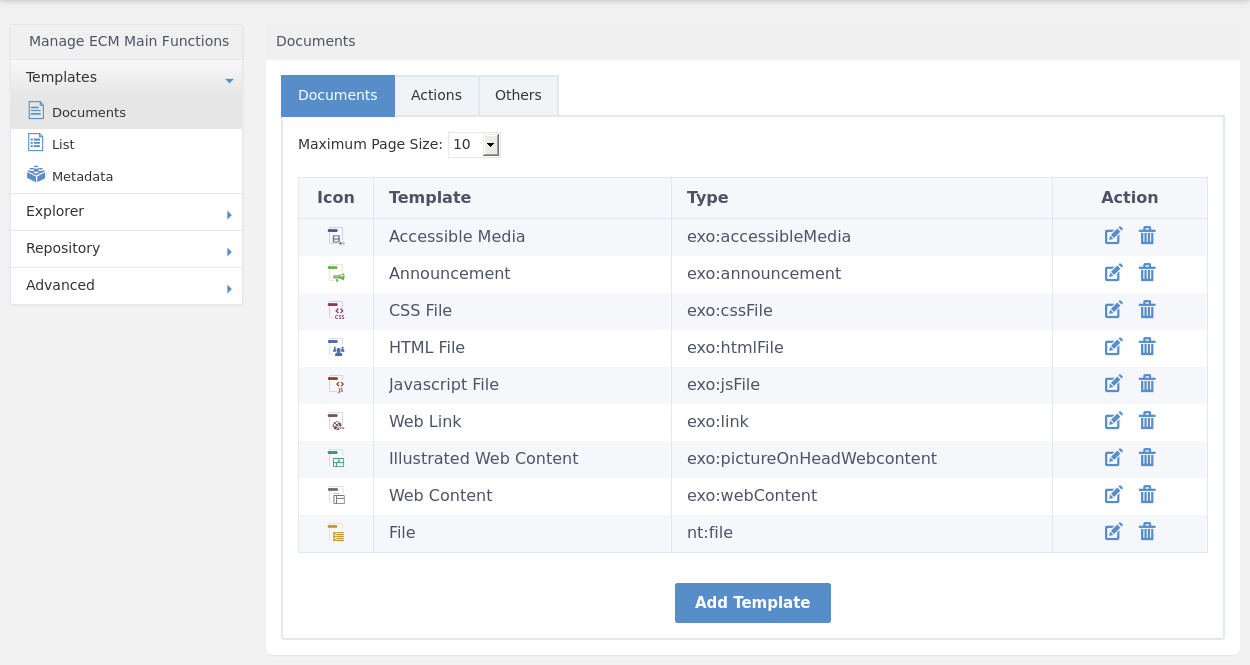 Manage ECM Main Functions
Templates
Documents
List
Metadata
Explorer
Repository
Advanced
Documents
Documents Actions Others
Maximum Page Size: 10
Icon Template Type Action
Accessible Media exo:accessibleMedia
Announcement exo:announcement
CSS File exo:cssFile
HTML File exo:htmlFile
Javascript File exo:jsFile
Web Link exo:link
Illustrated Web Content exo:pictureOnHeadWebcontent
Web Content exo:webContent
File nt:file
Add Template